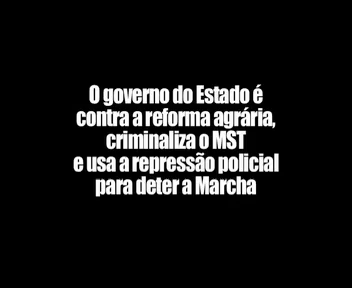 O governo do Estado é
contra a reforma agrária,
criminaliza o MST
e usa a repressão policial
para deter a Marcha